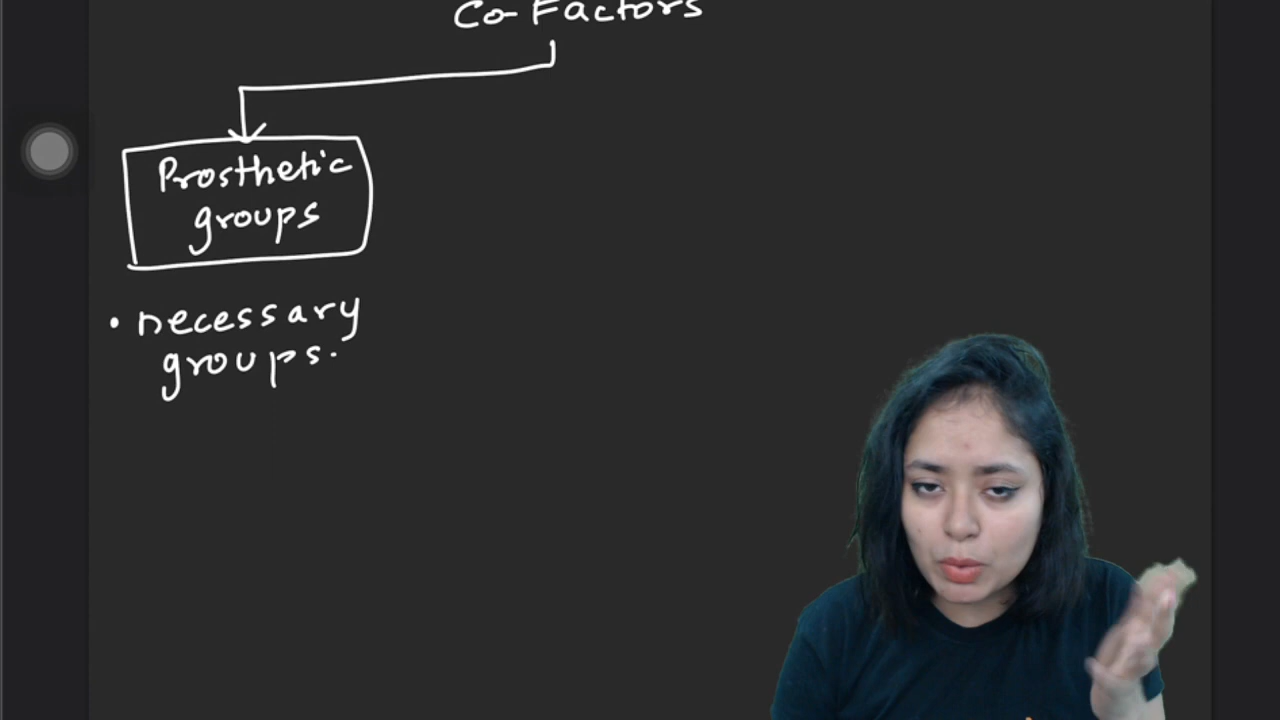 Co-Factors
Prosthetic
groups
• necessary
groups.